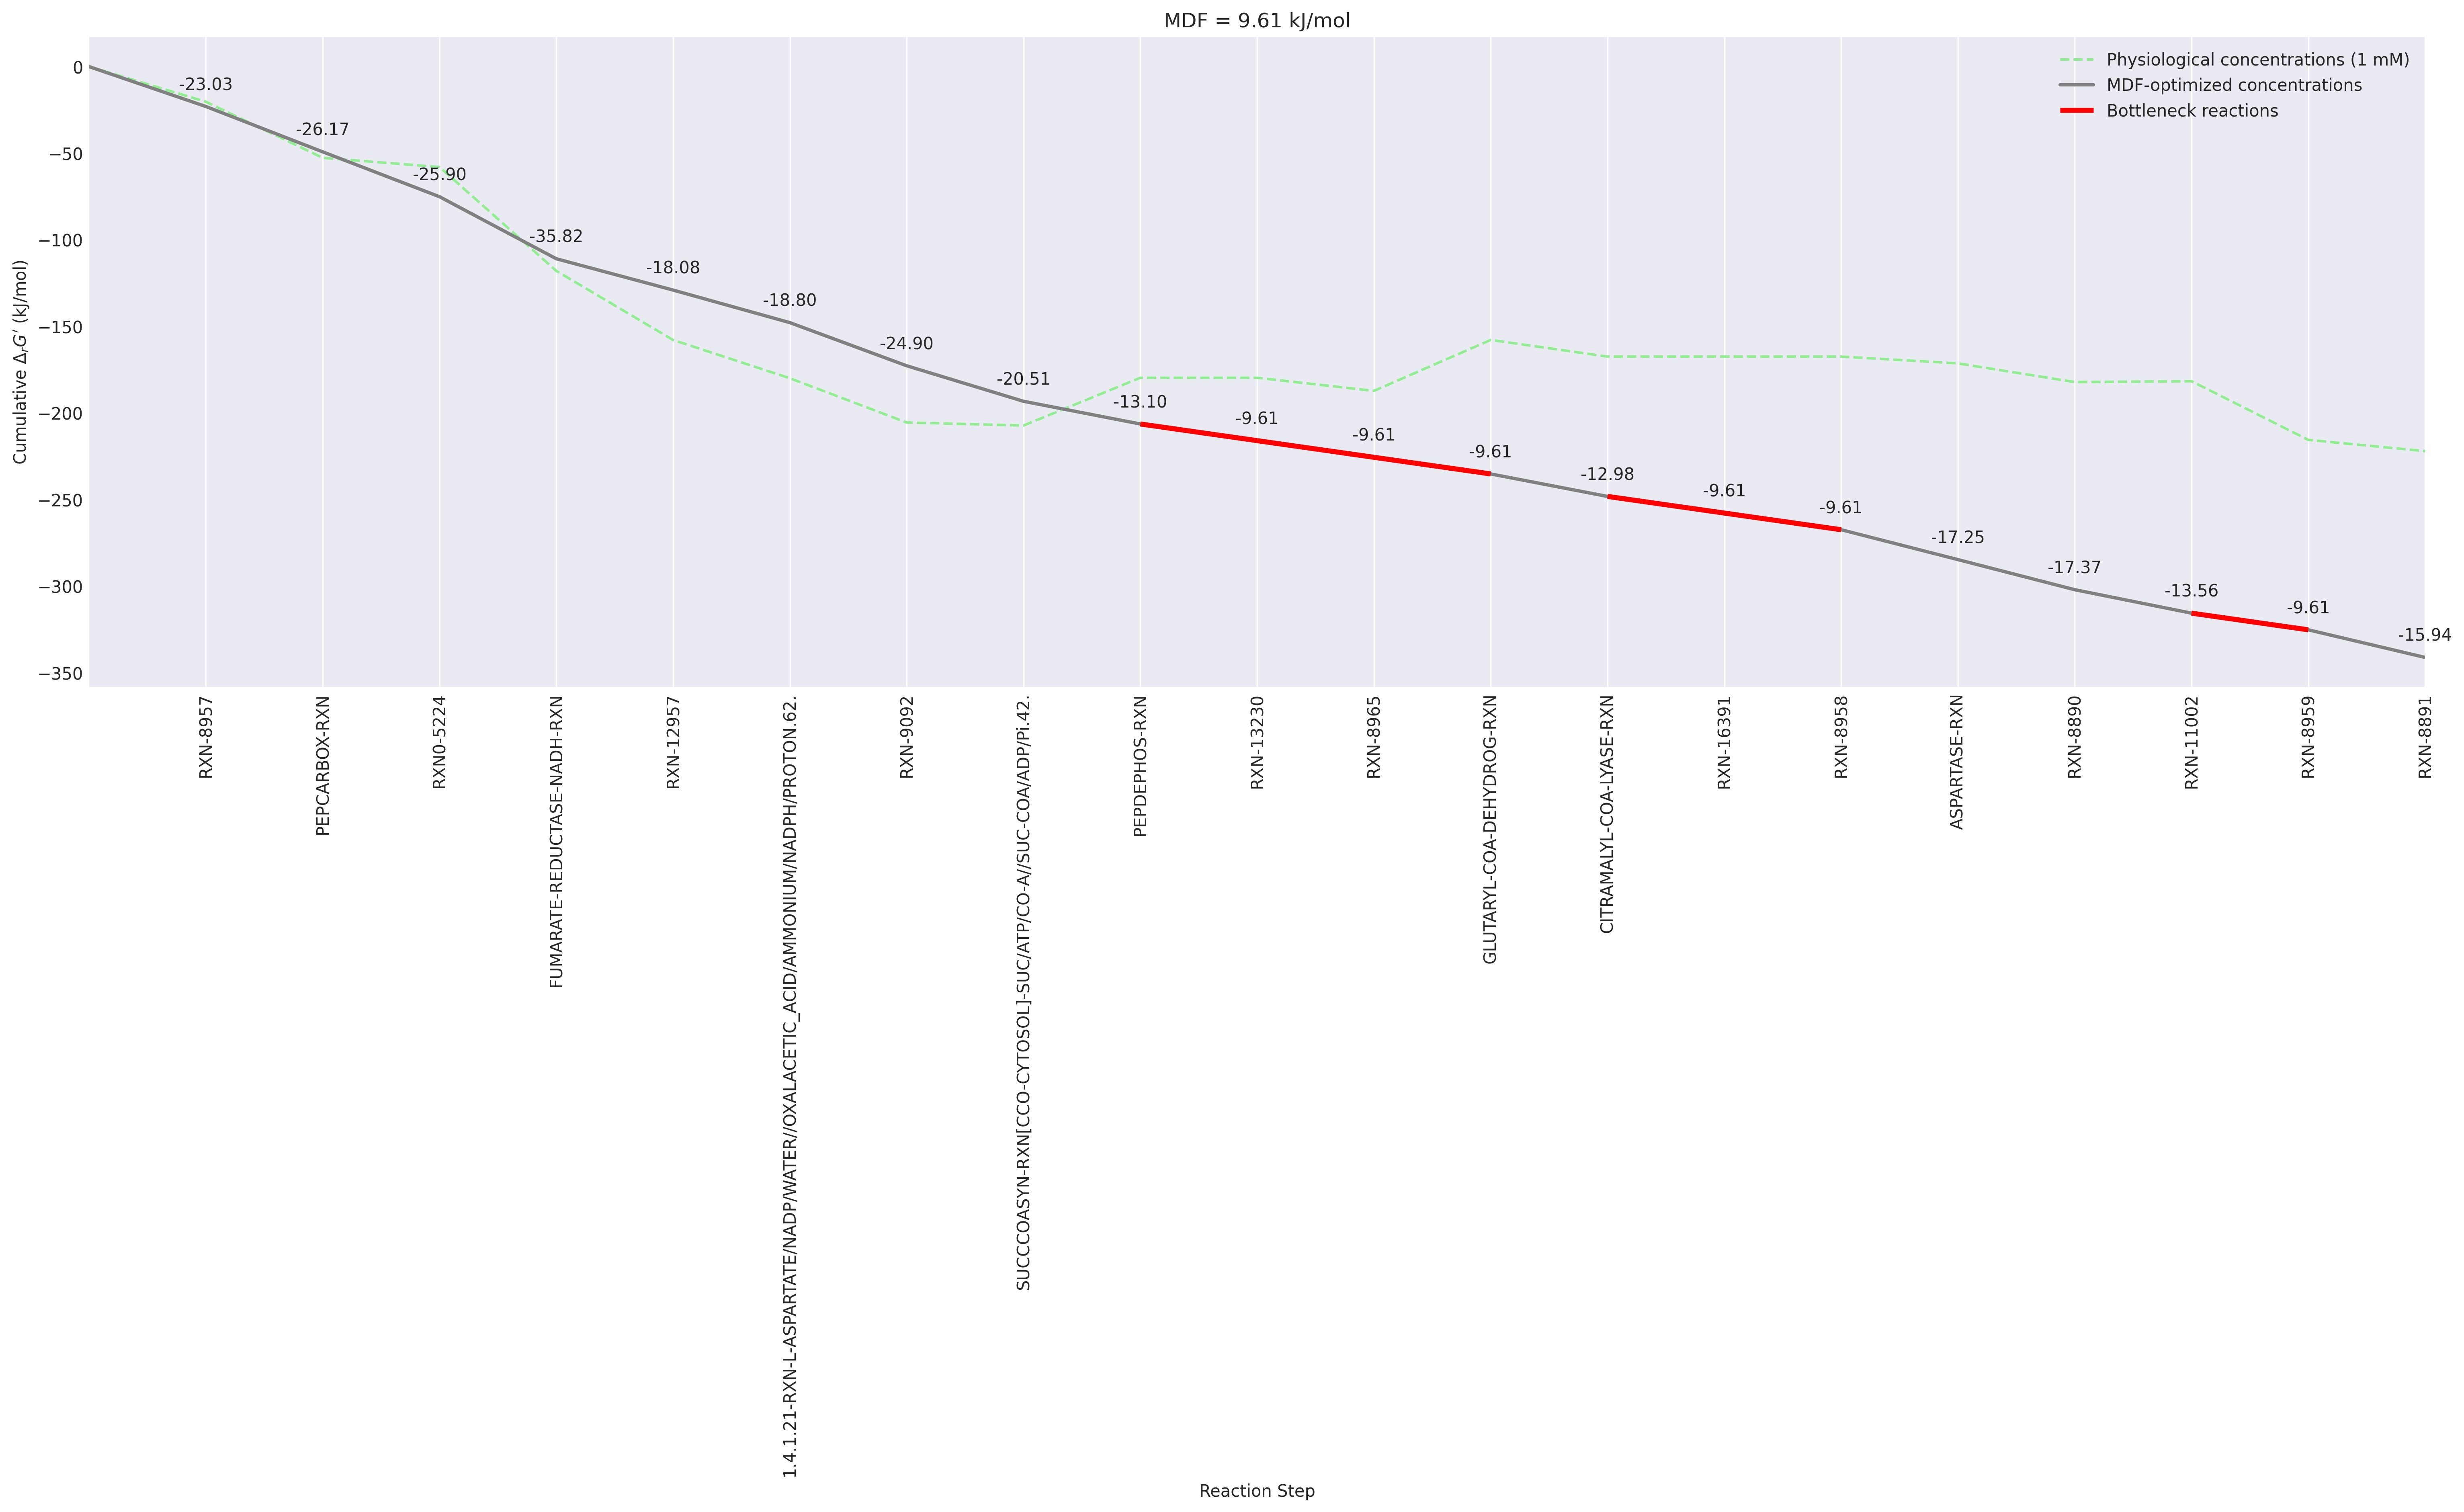 MDF = 9.61 kJ/mol
Physiological concentrations (1 mM)
MDF-optimized concentrations
Bottleneck reactions
Cumulative ΔᵣG′ (kJ/mol)
0
−50
−100
−150
−200
−250
−300
−350
-23.03
-26.17
-25.90
-35.82
-18.08
-18.80
-24.90
-20.51
-13.10
-9.61
-9.61
-9.61
-12.98
-9.61
-9.61
-17.25
-17.37
-13.56
-9.61
-15.94
RXN-8957
PEPCARBOX-RXN
RXN0-5224
FUMARATE-REDUCTASE-NADH-RXN
RXN-12957
1.4.1.21-RXN-L-ASPARTATE/NADP/WATER//OXALACETIC_ACID/AMMONIUM/NADPH/PROTON.62.
RXN-9092
SUCCCOASYN-RXN[CCO-CYTOSOL]-SUC/ATP/CO-A//SUC-COA/ADP/Pi.42.
PEPDEPHOS-RXN
RXN-13230
RXN-8965
GLUTARYL-COA-DEHYDROG-RXN
CITRAMALYL-COA-LYASE-RXN
RXN-16391
RXN-8958
ASPARTASE-RXN
RXN-8890
RXN-11002
RXN-8959
RXN-8891
Reaction Step